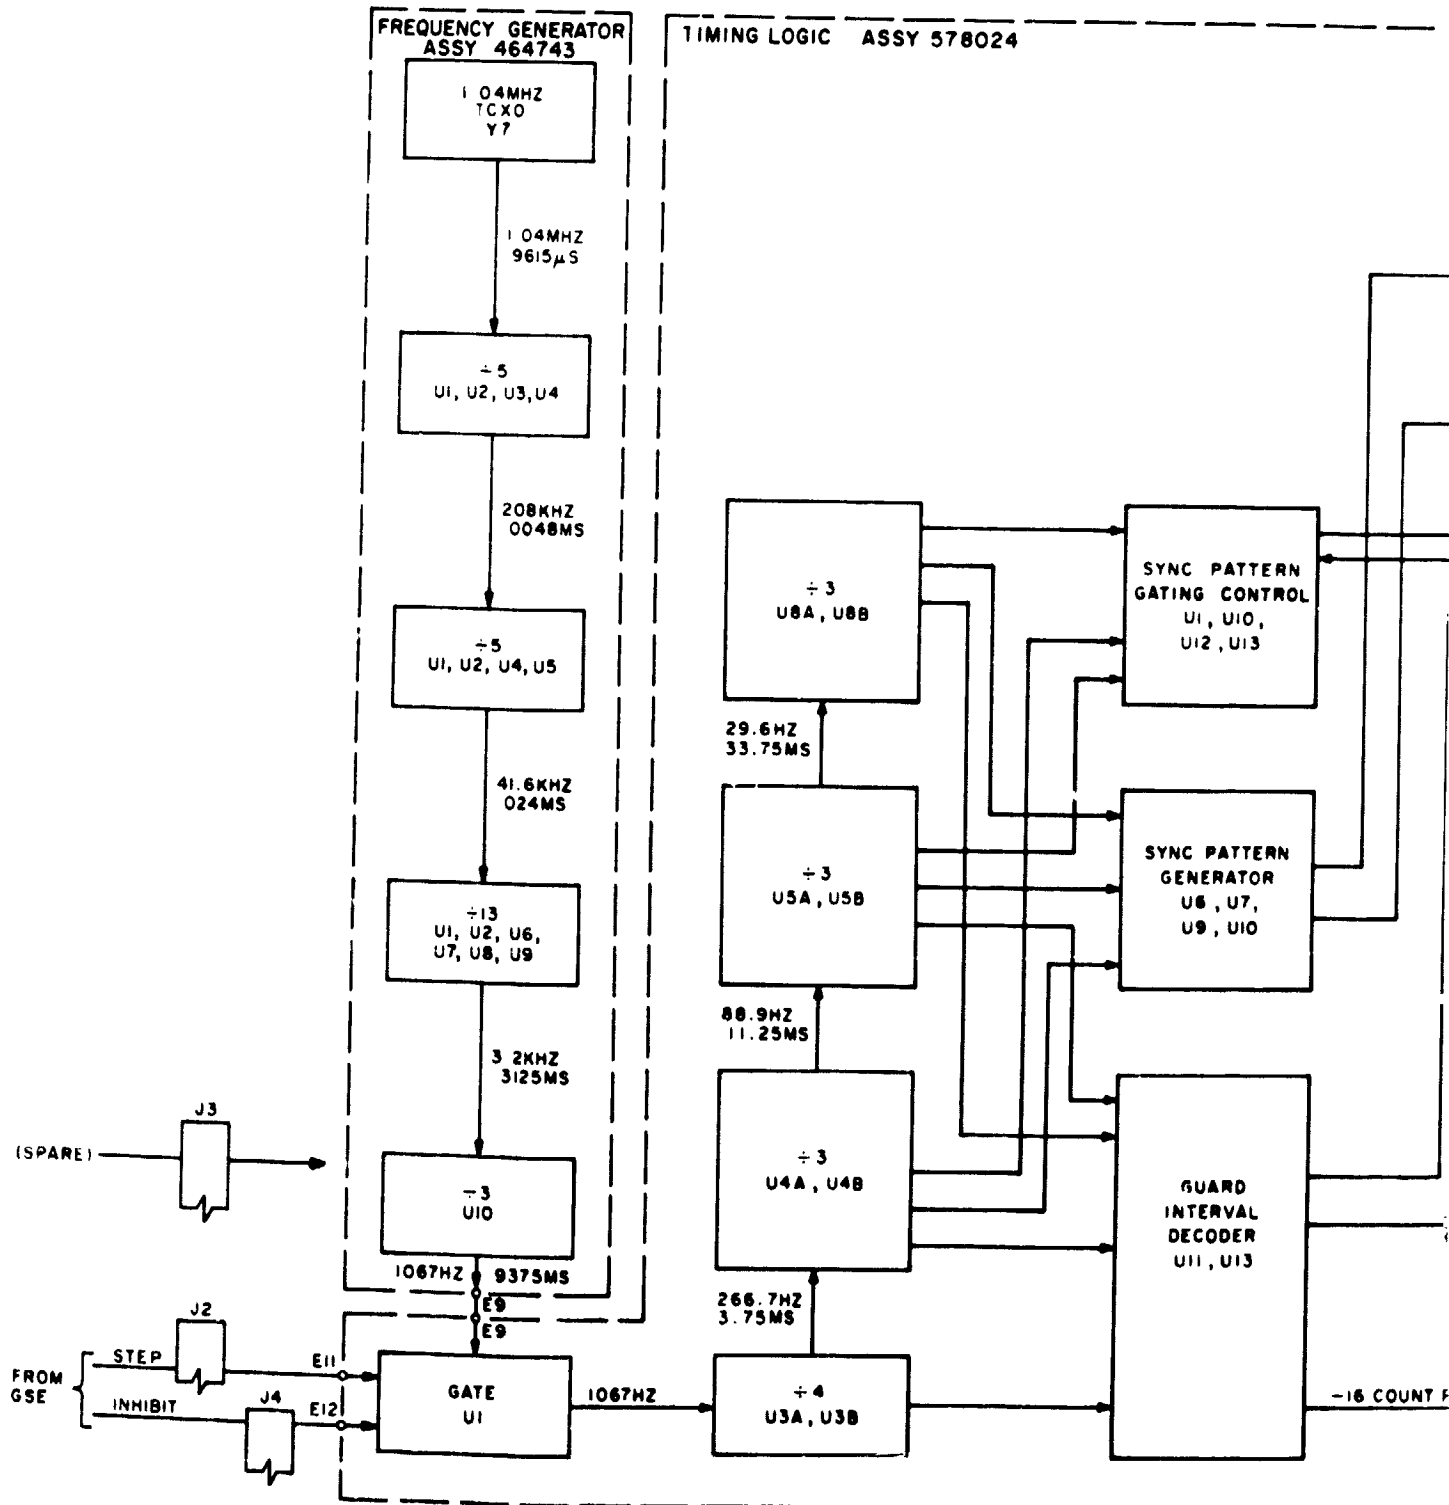 FREQUENCY GENERATOR
ASSY 464743
1 04MHZ
TCXO
Y7
1 04MHZ
9615µS
÷5
U1, U2, U3, U4
208KHZ
0048MS
÷5
U1, U2, U4, U5
41.6KHZ
024MS
÷13
U1, U2, U6,
U7, U8, U9
3 2KHZ
3125MS
÷3
U10
1067HZ 9375MS
E9
E9
TIMING LOGIC ASSY 578024
÷3
U8A, U8B
29.6HZ
33.75MS
÷3
U5A, U5B
88.9HZ
11.25MS
÷3
U4A, U4B
266.7HZ
3.75MS
÷4
U3A, U3B
SYNC PATTERN
GATING CONTROL
U1, U10,
U12, U13
SYNC PATTERN
GENERATOR
U6, U7,
U9, U10
GUARD
INTERVAL
DECODER
U11, U13
(SPARE)
J3
J2
STEP
E11
FROM
GSE
INHIBIT
J4
E12
GATE
U1
1067HZ
-16 COUNT